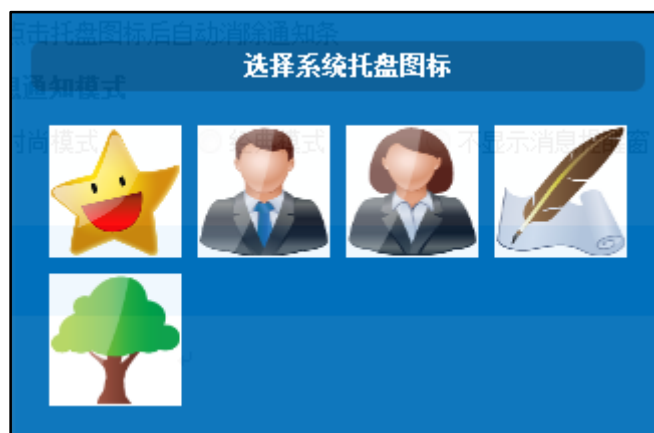 点击托盘图标后自动消除通知条
选择系统托盘图标
息通知模式
时尚模式
经典模式
不显示消息提醒窗